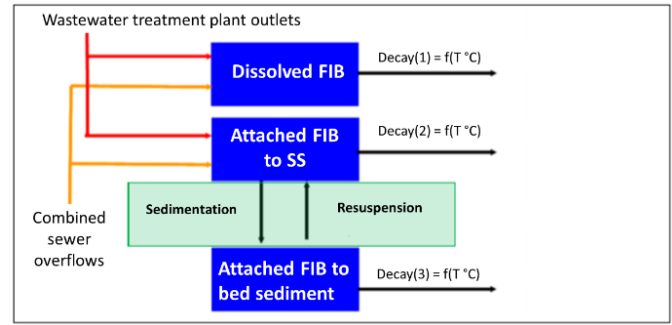 Wastewater treatment plant outlets
Dissolved FIB
Decay(1) = f(T °C)
Attached FIB
to SS
Decay(2) = f(T °C)
Sedimentation
Resuspension
Combined
sewer
overflows
Attached FIB to
bed sediment
Decay(3) = f(T °C)